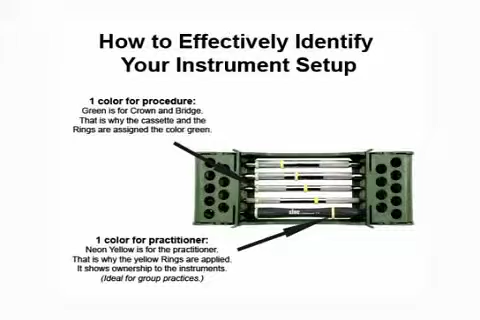 How to Effectively Identify
Your Instrument Setup
1 color for procedure:
Green is for Crown and Bridge.
That is why the cassette and the
Rings are assigned the color green.
1 color for practitioner:
Neon Yellow is for the practitioner.
That is why the yellow Rings are applied.
It shows ownership to the instruments.
(Ideal for group practices.)